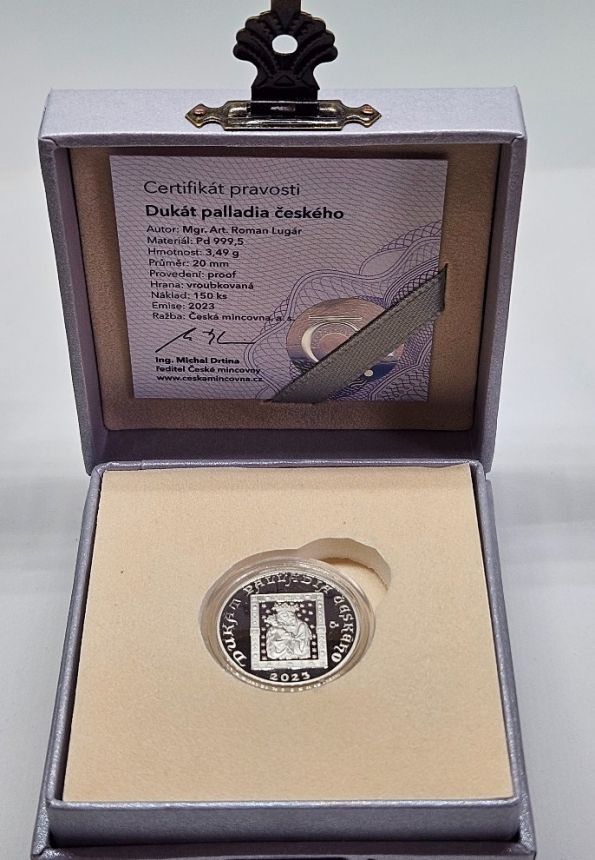 Certifikát pravosti
Dukát palladia českého
Autor: Mgr. Art. Roman Lugár
Materiál: Pd 999,5
Hmotnost: 3,49 g
Průměr: 20 mm
Provedení: proof
Hrana: vroubkovaná
Náklad: 150 ks
Emise: 2023
Ražba: Česká mincovna, a. s.
Ing. Michal Drtina
ředitel České mincovny
www.ceskamincovna.cz
DUKÁT PALLADIA ČESKÉHO
2023